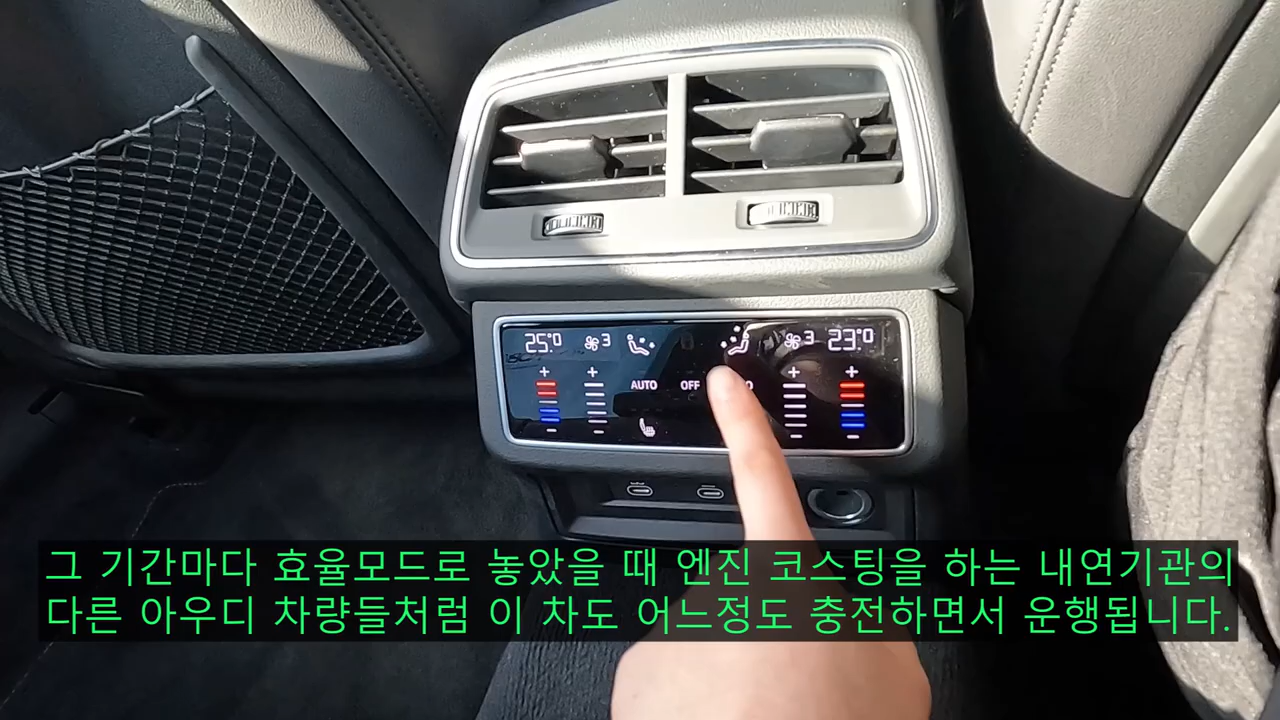 25.0 3 3 23.0
AUTO OFF
그 기간마다 효율모드로 놓았을 때 엔진 코스팅을 하는 내연기관의
다른 아우디 차량들처럼 이 차도 어느정도 충전하면서 운행됩니다.